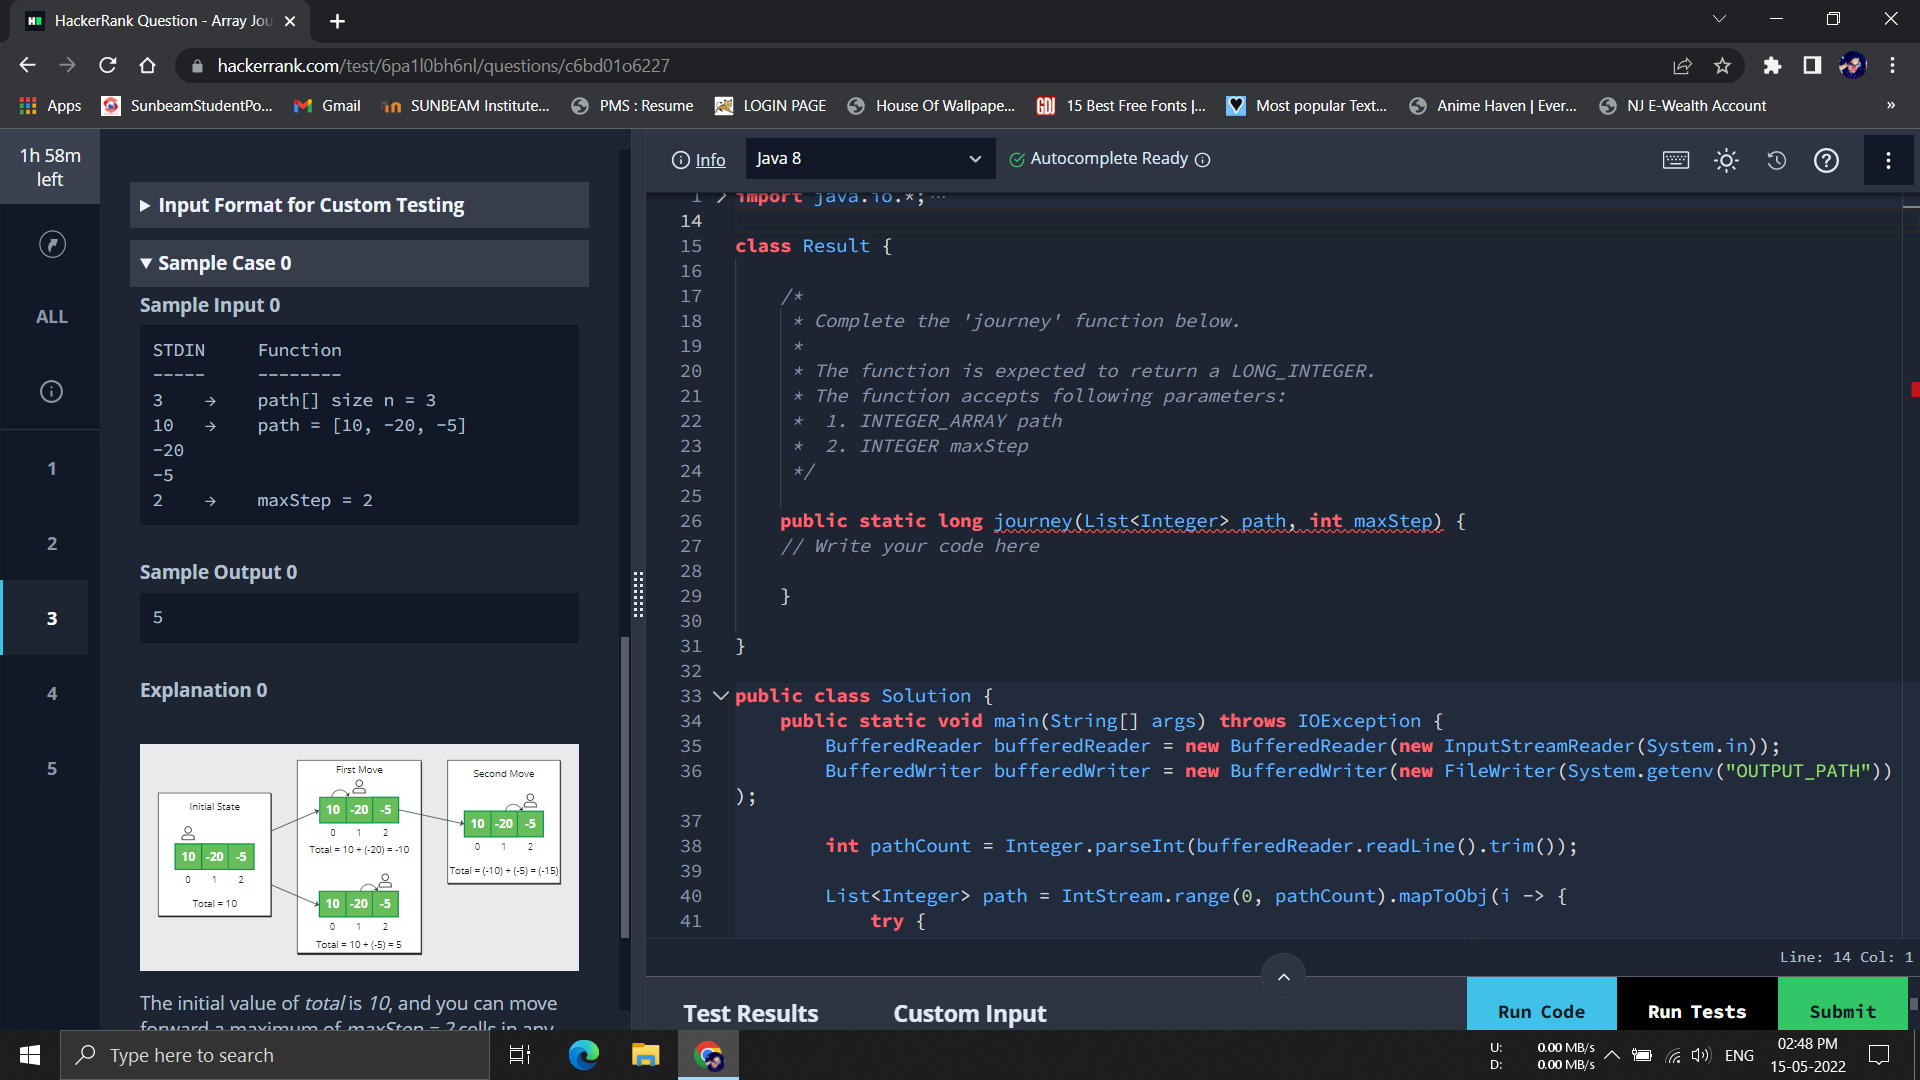 HackerRank Question - Array Jou
hackerrank.com/test/6pa1l0bh6nl/questions/c6bd01o6227
Apps
SunbeamStudentPo...
Gmail
SUNBEAM Institute...
PMS : Resume
LOGIN PAGE
House Of Wallpape...
GDJ
15 Best Free Fonts |...
Most popular Text...
Anime Haven | Ever...
NJ E-Wealth Account
»
1h 58m
left
ALL
1
2
3
4
5
Input Format for Custom Testing
Sample Case 0
Sample Input 0
STDIN Function
----- --------
3 → path[] size n = 3
10 → path = [10, -20, -5]
-20
-5
2 → maxStep = 2
Sample Output 0
5
Explanation 0
Initial State
10 -20 -5
0 1 2
Total = 10
First Move
10 -20 -5
0 1 2
Total = 10 + (-20) = -10
10 -20 -5
0 1 2
Total = 10 + (-5) = 5
Second Move
10 -20 -5
0 1 2
Total = (-10) + (-5) = (-15)
The initial value of total is 10, and you can move
forward a maximum of maxStep = 2 cells in any
Info
Java 8
Autocomplete Ready
1 import java.io.*; ...
14
15 class Result {
16
17 /*
18 * Complete the 'journey' function below.
19 *
20 * The function is expected to return a LONG_INTEGER.
21 * The function accepts following parameters:
22 * 1. INTEGER_ARRAY path
23 * 2. INTEGER maxStep
24 */
25
26 public static long journey(List<Integer> path, int maxStep) {
27 // Write your code here
28
29 }
30
31 }
32
33 public class Solution {
34 public static void main(String[] args) throws IOException {
35 BufferedReader bufferedReader = new BufferedReader(new InputStreamReader(System.in));
36 BufferedWriter bufferedWriter = new BufferedWriter(new FileWriter(System.getenv("OUTPUT_PATH"))
);
37
38 int pathCount = Integer.parseInt(bufferedReader.readLine().trim());
39
40 List<Integer> path = IntStream.range(0, pathCount).mapToObj(i -> {
41 try {
Line: 14 Col: 1
Test Results
Custom Input
Run Code
Run Tests
Submit
Type here to search
U: 0.00 MB/s
D: 0.00 MB/s
ENG
02:48 PM
15-05-2022